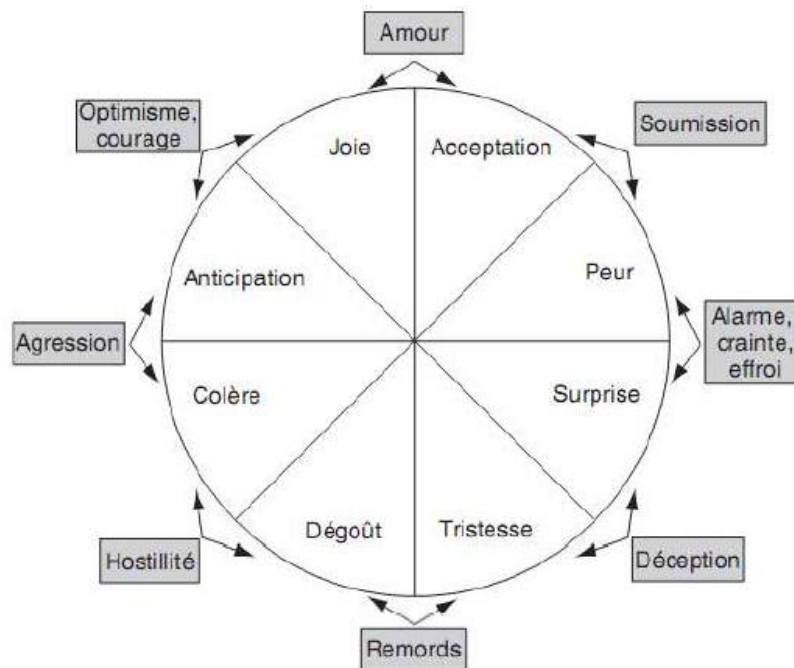 Amour
Optimisme,
courage
Soumission
Joie
Acceptation
Anticipation
Peur
Agression
Alarme,
crainte,
effroi
Colère
Surprise
Dégoût
Tristesse
Hostillité
Déception
Remords